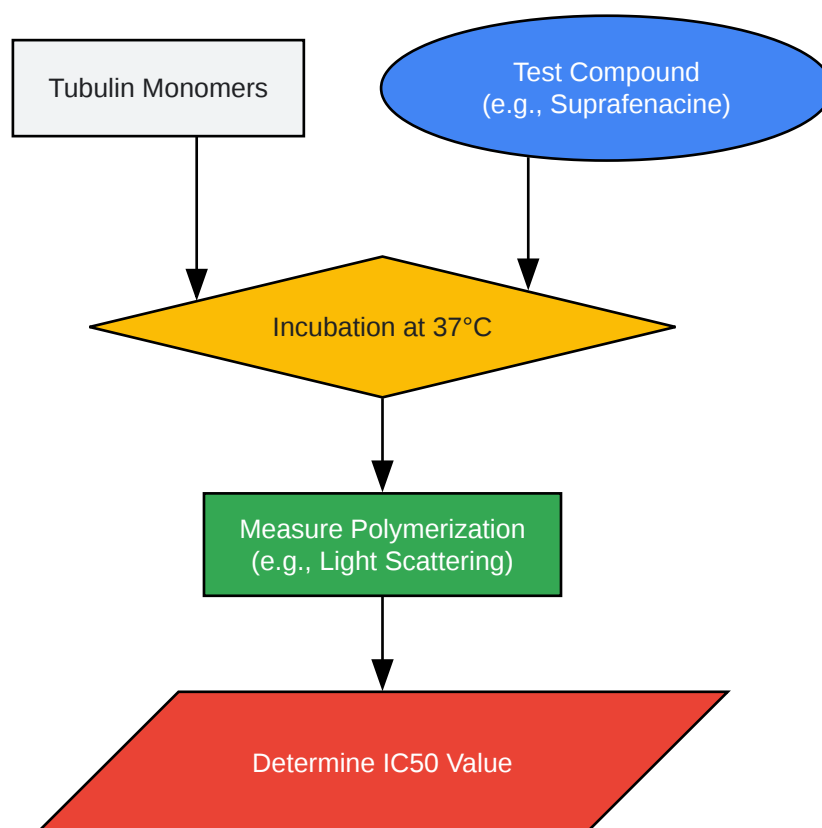 Tubulin Monomers
Test Compound
(e.g., Suprafenacine)
Incubation at 37°C
Measure Polymerization
(e.g., Light Scattering)
Determine IC50 Value